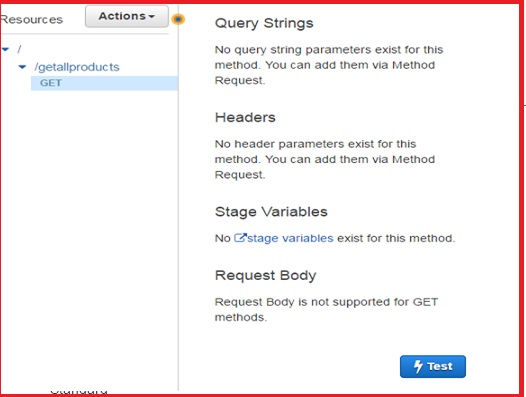 Resources
Actions
/
/getallproducts
GET
Query Strings
No query string parameters exist for this
method. You can add them via Method
Request.
Headers
No header parameters exist for this
method. You can add them via Method
Request.
Stage Variables
No stage variables exist for this method.
Request Body
Request Body is not supported for GET
methods.
Test
Standard